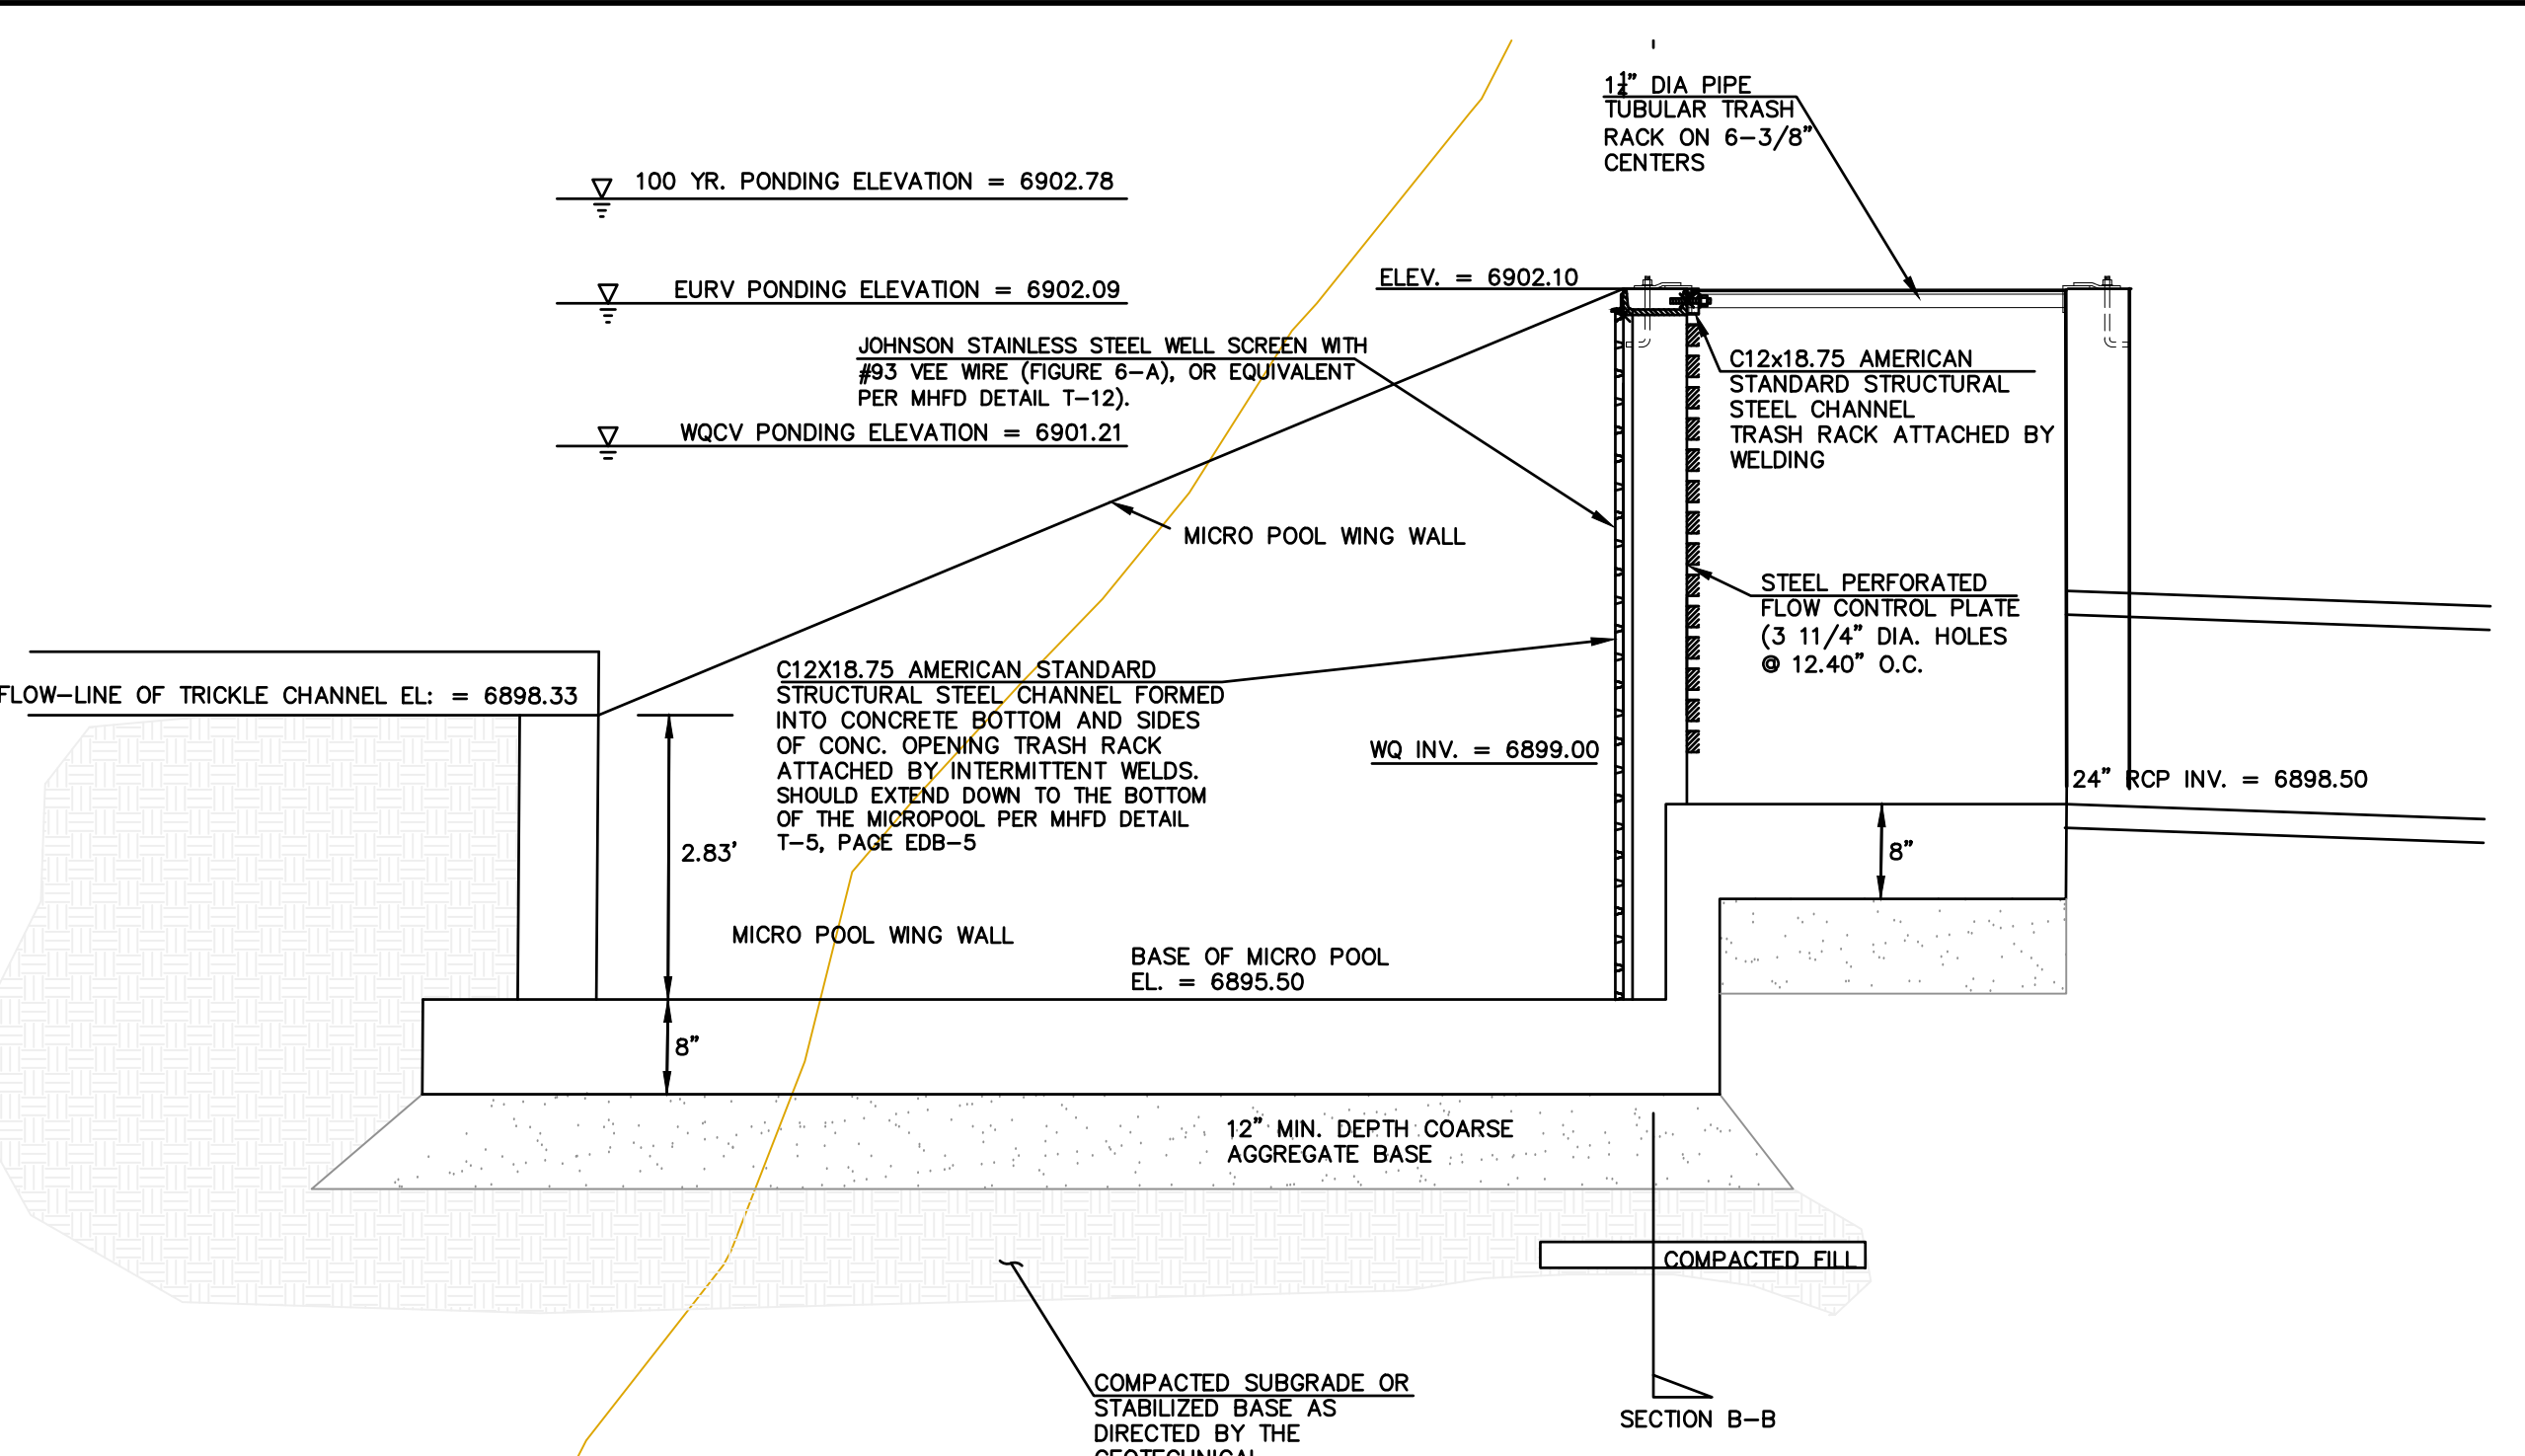 1 1/4" DIA PIPE
TUBULAR TRASH
RACK ON 6-3/8"
CENTERS
100 YR. PONDING ELEVATION = 6902.78
EURV PONDING ELEVATION = 6902.09
ELEV. = 6902.10
JOHNSON STAINLESS STEEL WELL SCREEN WITH
#93 VEE WIRE (FIGURE 6-A), OR EQUIVALENT
PER MHFD DETAIL T-12).
WQCV PONDING ELEVATION = 6901.21
C12x18.75 AMERICAN
STANDARD STRUCTURAL
STEEL CHANNEL
TRASH RACK ATTACHED BY
WELDING
MICRO POOL WING WALL
STEEL PERFORATED
FLOW CONTROL PLATE
(3 11/4" DIA. HOLES
@ 12.40" O.C.
FLOW-LINE OF TRICKLE CHANNEL EL: = 6898.33
C12X18.75 AMERICAN STANDARD
STRUCTURAL STEEL CHANNEL FORMED
INTO CONCRETE BOTTOM AND SIDES
OF CONC. OPENING TRASH RACK
ATTACHED BY INTERMITTENT WELDS.
SHOULD EXTEND DOWN TO THE BOTTOM
OF THE MICROPOOL PER MHFD DETAIL
T-5, PAGE EDB-5
WQ INV. = 6899.00
24" RCP INV. = 6898.50
2.83'
8"
MICRO POOL WING WALL
BASE OF MICRO POOL
EL. = 6895.50
8"
12" MIN. DEPTH COARSE
AGGREGATE BASE
COMPACTED FILL
COMPACTED SUBGRADE OR
STABILIZED BASE AS
DIRECTED BY THE
GEOTECHNICAL
SECTION B-B